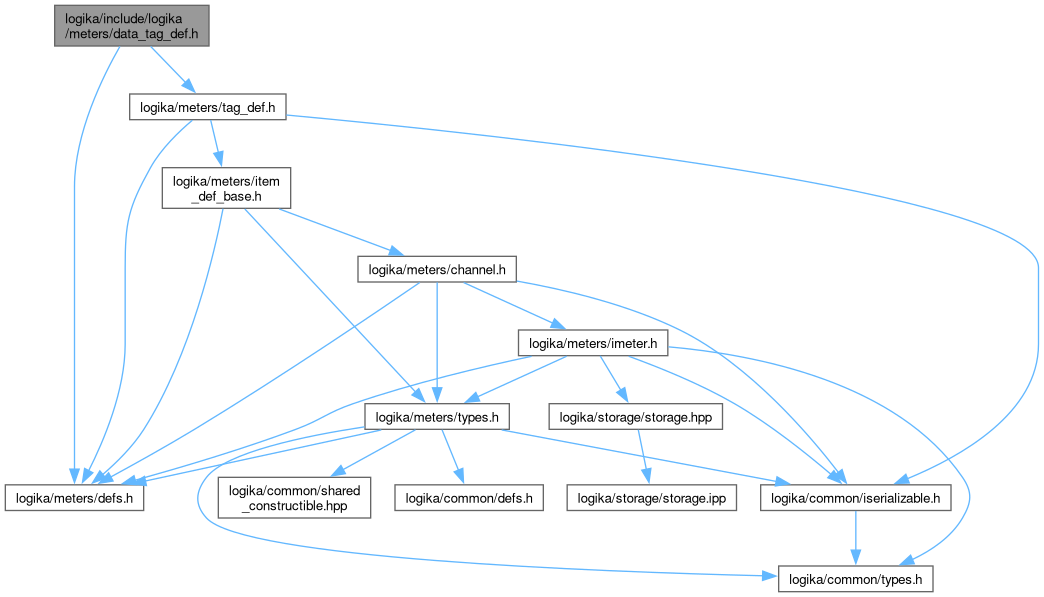 logika/include/logika
/meters/data_tag_def.h
logika/meters/tag_def.h
logika/meters/item
_def_base.h
logika/meters/channel.h
logika/meters/imeter.h
logika/meters/types.h
logika/storage/storage.hpp
logika/meters/defs.h
logika/common/shared
_constructible.hpp
logika/common/defs.h
logika/storage/storage.ipp
logika/common/iserializable.h
logika/common/types.h